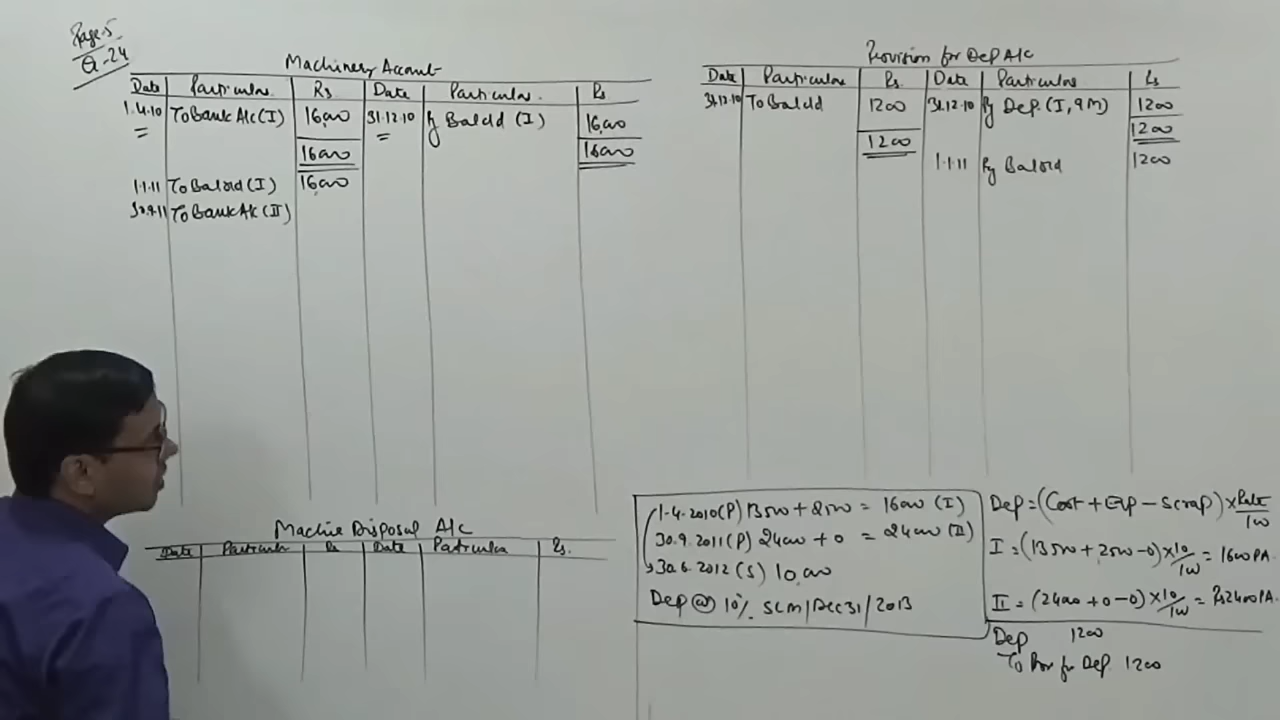 Page-5
Q-24
Machinery Account
Date Particulars Rs Date Particulars Rs
1.4.10 To Bank A/c (I) 16,000 31.12.10 By Bal c/d (I) 16,000
16000 16000
1.1.11 To Bal b/d (I) 16,000
30.9.11 To Bank A/c (II)
Provision for Dep A/c
Date Particulars Rs. Date Particulars Rs
31.12.10 To Bal c/d 1200 31.12.10 By Dep (I, 9M) 1200
1200 1200
1.1.11 By Bal b/d 1200
Machine Disposal A/c
Date Particulars Rs Date Particulars Rs.
1.4.2010 (P) 13500 + 2500 = 16000 (I)
30.9.2011 (P) 24000 + 0 = 24000 (II)
30.6.2012 (S) 10,000
Dep @ 10% SLM/Dec 31/2013
Dep = (Cost + Exp - Scrap) × Rate/100
I = (13500 + 2500 - 0) × 10/100 = 1600 PA.
II = (24000 + 0 - 0) × 10/100 = Rs 2400 PA.
Dep 1200
To Prov for Dep 1200